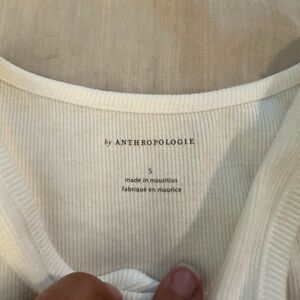 by ANTHROPOLOGIE
S
made in mauritius
fabriqué en maurice